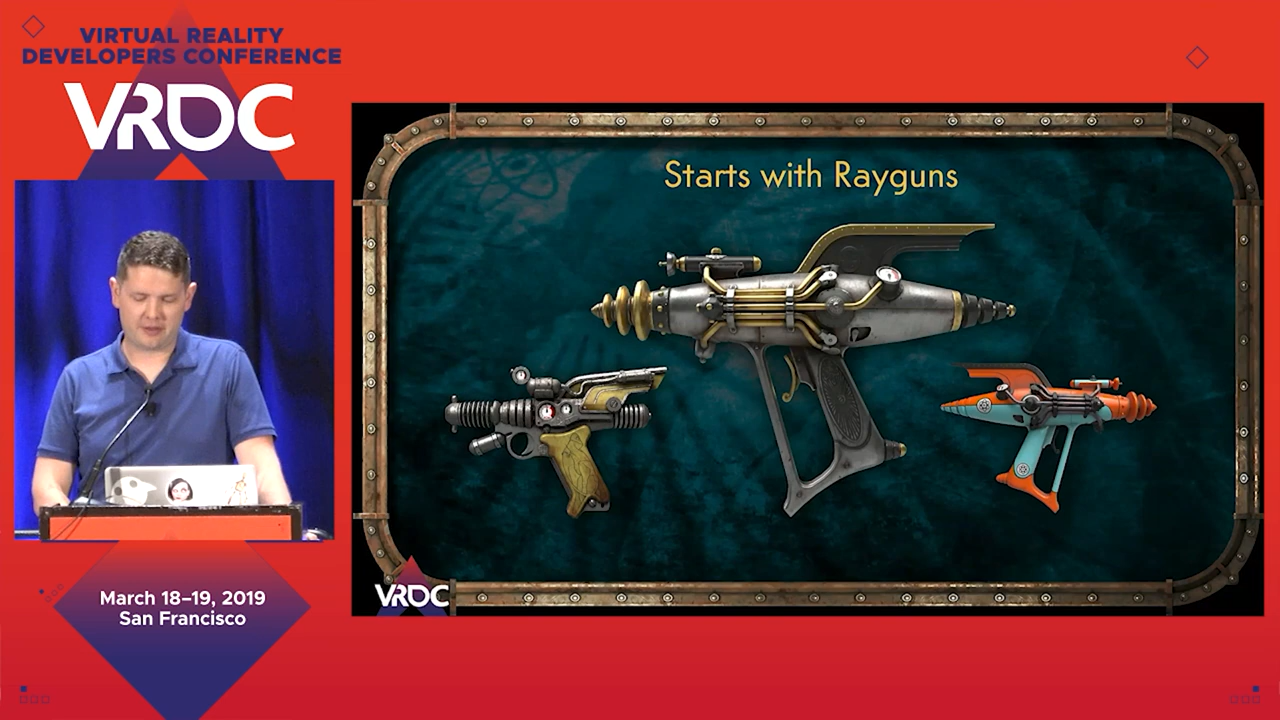 VIRTUAL REALITY
DEVELOPERS CONFERENCE
VRDC
Starts with Rayguns
VRDC
March 18–19, 2019
San Francisco